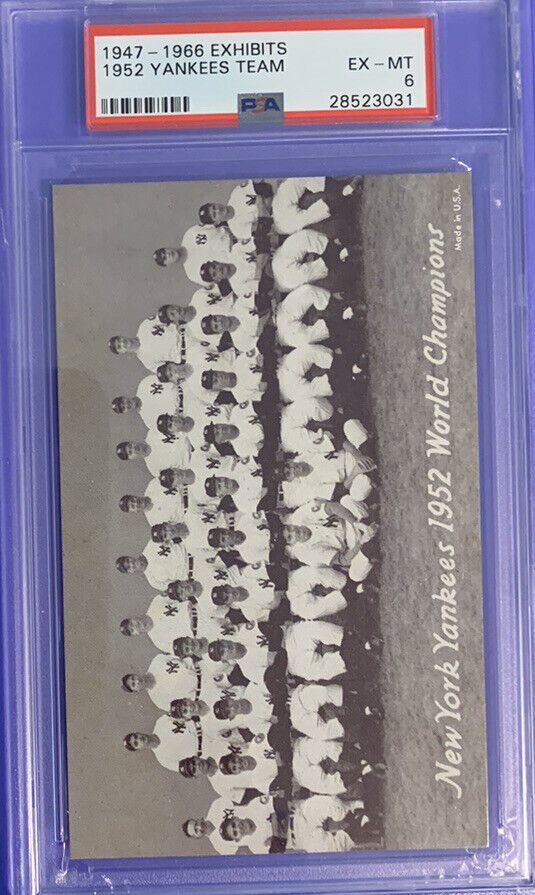 1947-1966 EXHIBITS
1952 YANKEES TEAM
EX-MT
6
28523031
PSA
New York Yankees 1952 World Champions
Made in U.S.A.